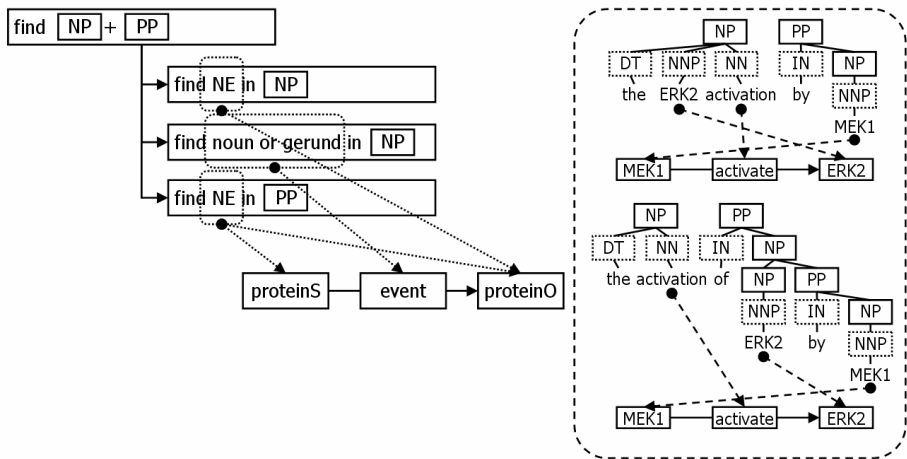 find NP + PP
find NE in NP
find noun or gerund in NP
find NE in PP
proteinS event proteinO
NP PP
DT NNP NN IN NP
the ERK2 activation by NNP
MEK1
MEK1 activate ERK2
NP PP
DT NN IN NP
the activation of NP PP
NNP IN NP
ERK2 by NNP
MEK1
MEK1 activate ERK2